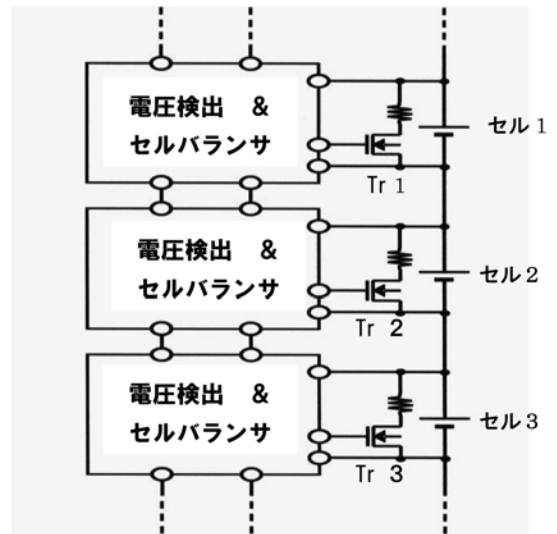 電圧検出 &
セルバランサ
セル 1
Tr 1
電圧検出 &
セルバランサ
セル 2
Tr 2
電圧検出 &
セルバランサ
セル 3
Tr 3